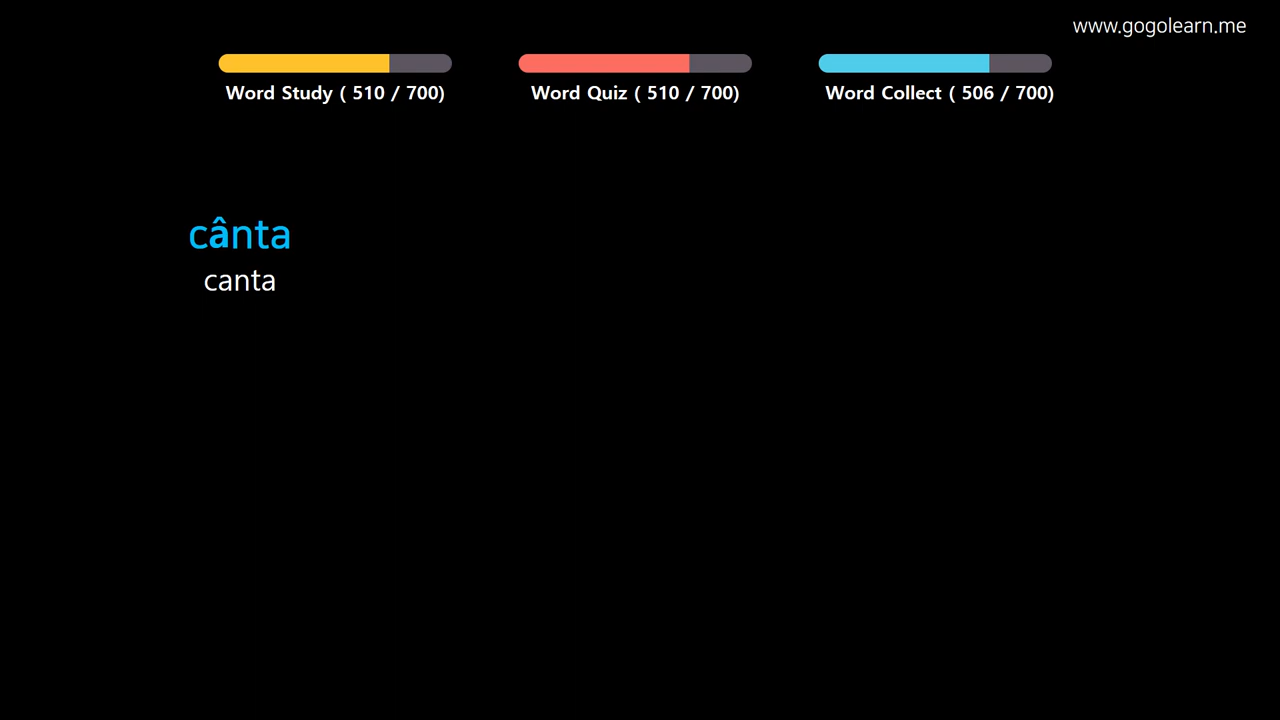 www.gogolearn.me
Word Study ( 510 / 700)
Word Quiz ( 510 / 700)
Word Collect ( 506 / 700)
cânta
canta